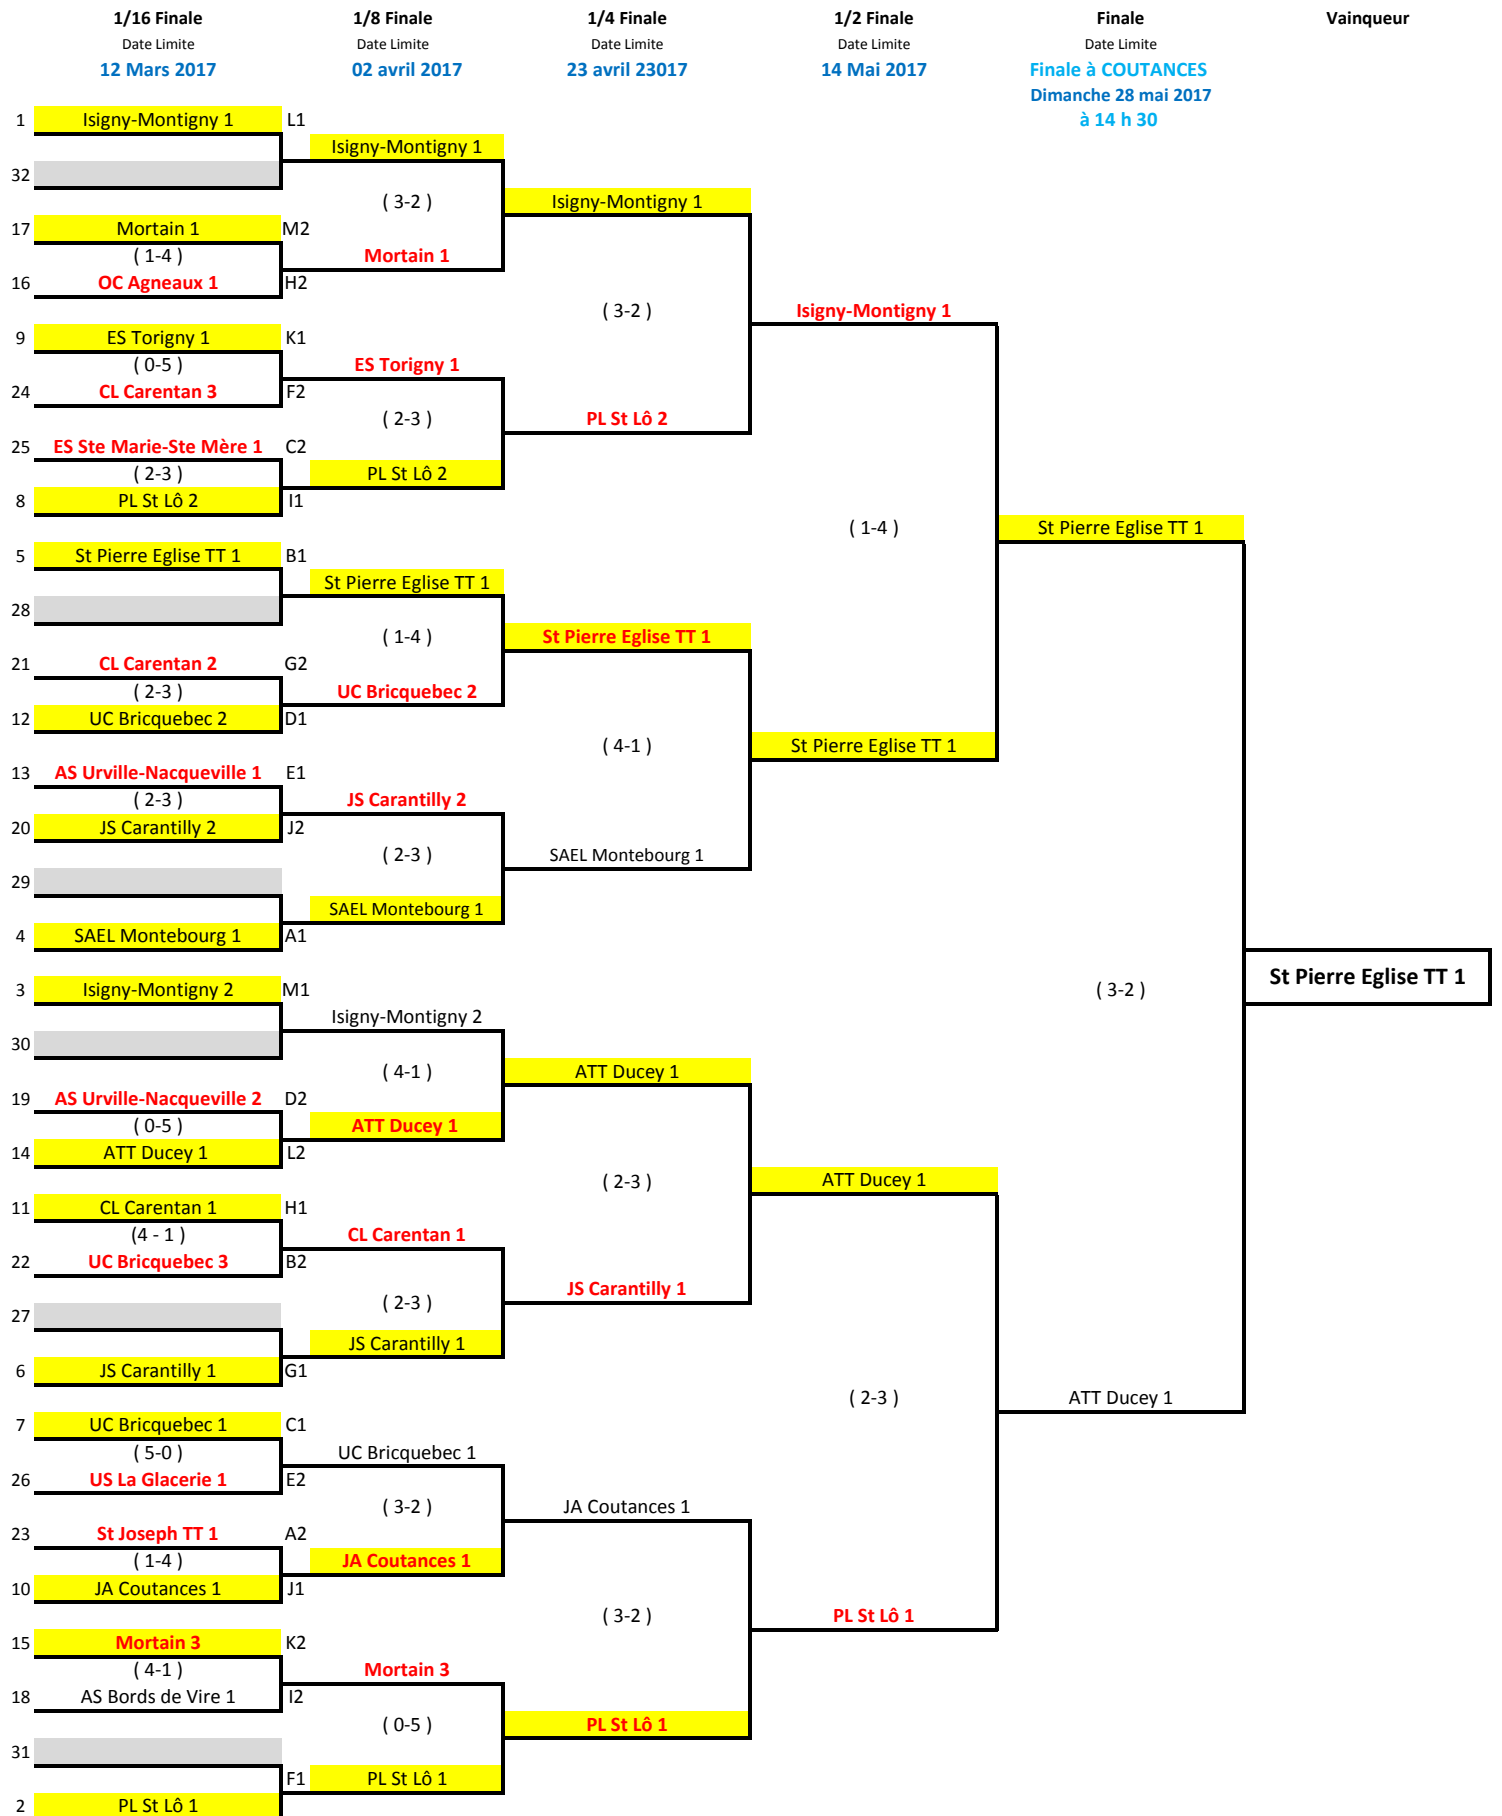 1/16 Finale
1/8 Finale
1/4 Finale
1/2 Finale
Finale
Vainqueur
Date Limite
Date Limite
Date Limite
Date Limite
Date Limite
12 Mars 2017
02 avril 2017
23 avril 23017
14 Mai 2017
Finale à COUTANCES
Dimanche 28 mai 2017
à 14 h 30
1 Isigny-Montigny 1 L1
Isigny-Montigny 1
32
( 3-2 )
Isigny-Montigny 1
17 Mortain 1 M2
( 1-4 )
Mortain 1
16 OC Agneaux 1 H2
( 3-2 )
Isigny-Montigny 1
9 ES Torigny 1 K1
( 0-5 )
ES Torigny 1
24 CL Carentan 3 F2
( 2-3 )
PL St Lô 2
25 ES Ste Marie-Ste Mère 1 C2
( 2-3 )
PL St Lô 2
8 PL St Lô 2 I1
( 1-4 )
St Pierre Eglise TT 1
5 St Pierre Eglise TT 1 B1
St Pierre Eglise TT 1
28
( 1-4 )
St Pierre Eglise TT 1
21 CL Carentan 2 G2
( 2-3 )
UC Bricquebec 2
12 UC Bricquebec 2 D1
( 4-1 )
St Pierre Eglise TT 1
13 AS Urville-Nacqueville 1 E1
( 2-3 )
JS Carantilly 2
20 JS Carantilly 2 J2
( 2-3 )
SAEL Montebourg 1
29
SAEL Montebourg 1
4 SAEL Montebourg 1 A1
St Pierre Eglise TT 1
3 Isigny-Montigny 2 M1
( 3-2 )
Isigny-Montigny 2
30
( 4-1 )
ATT Ducey 1
19 AS Urville-Nacqueville 2 D2
( 0-5 )
ATT Ducey 1
14 ATT Ducey 1 L2
( 2-3 )
ATT Ducey 1
11 CL Carentan 1 H1
(4 - 1 )
CL Carentan 1
22 UC Bricquebec 3 B2
( 2-3 )
JS Carantilly 1
27
JS Carantilly 1
6 JS Carantilly 1 G1
( 2-3 )
ATT Ducey 1
7 UC Bricquebec 1 C1
( 5-0 )
UC Bricquebec 1
26 US La Glacerie 1 E2
( 3-2 )
JA Coutances 1
23 St Joseph TT 1 A2
( 1-4 )
JA Coutances 1
10 JA Coutances 1 J1
( 3-2 )
PL St Lô 1
15 Mortain 3 K2
( 4-1 )
Mortain 3
18 AS Bords de Vire 1 I2
( 0-5 )
PL St Lô 1
31
F1
PL St Lô 1
2 PL St Lô 1